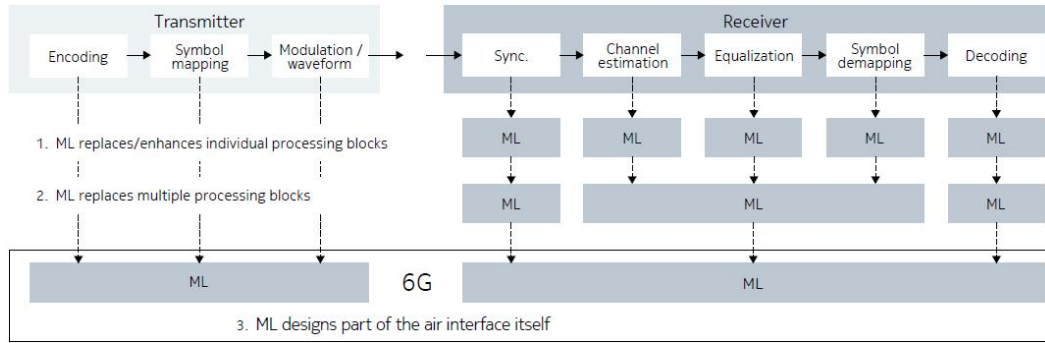 Transmitter
Receiver
Encoding
Symbol
mapping
Modulation /
waveform
Sync.
Channel
estimation
Equalization
Symbol
demapping
Decoding
ML
ML
ML
ML
ML
1. ML replaces/enhances individual processing blocks
2. ML replaces multiple processing blocks
ML
ML
ML
ML
6G
ML
3. ML designs part of the air interface itself